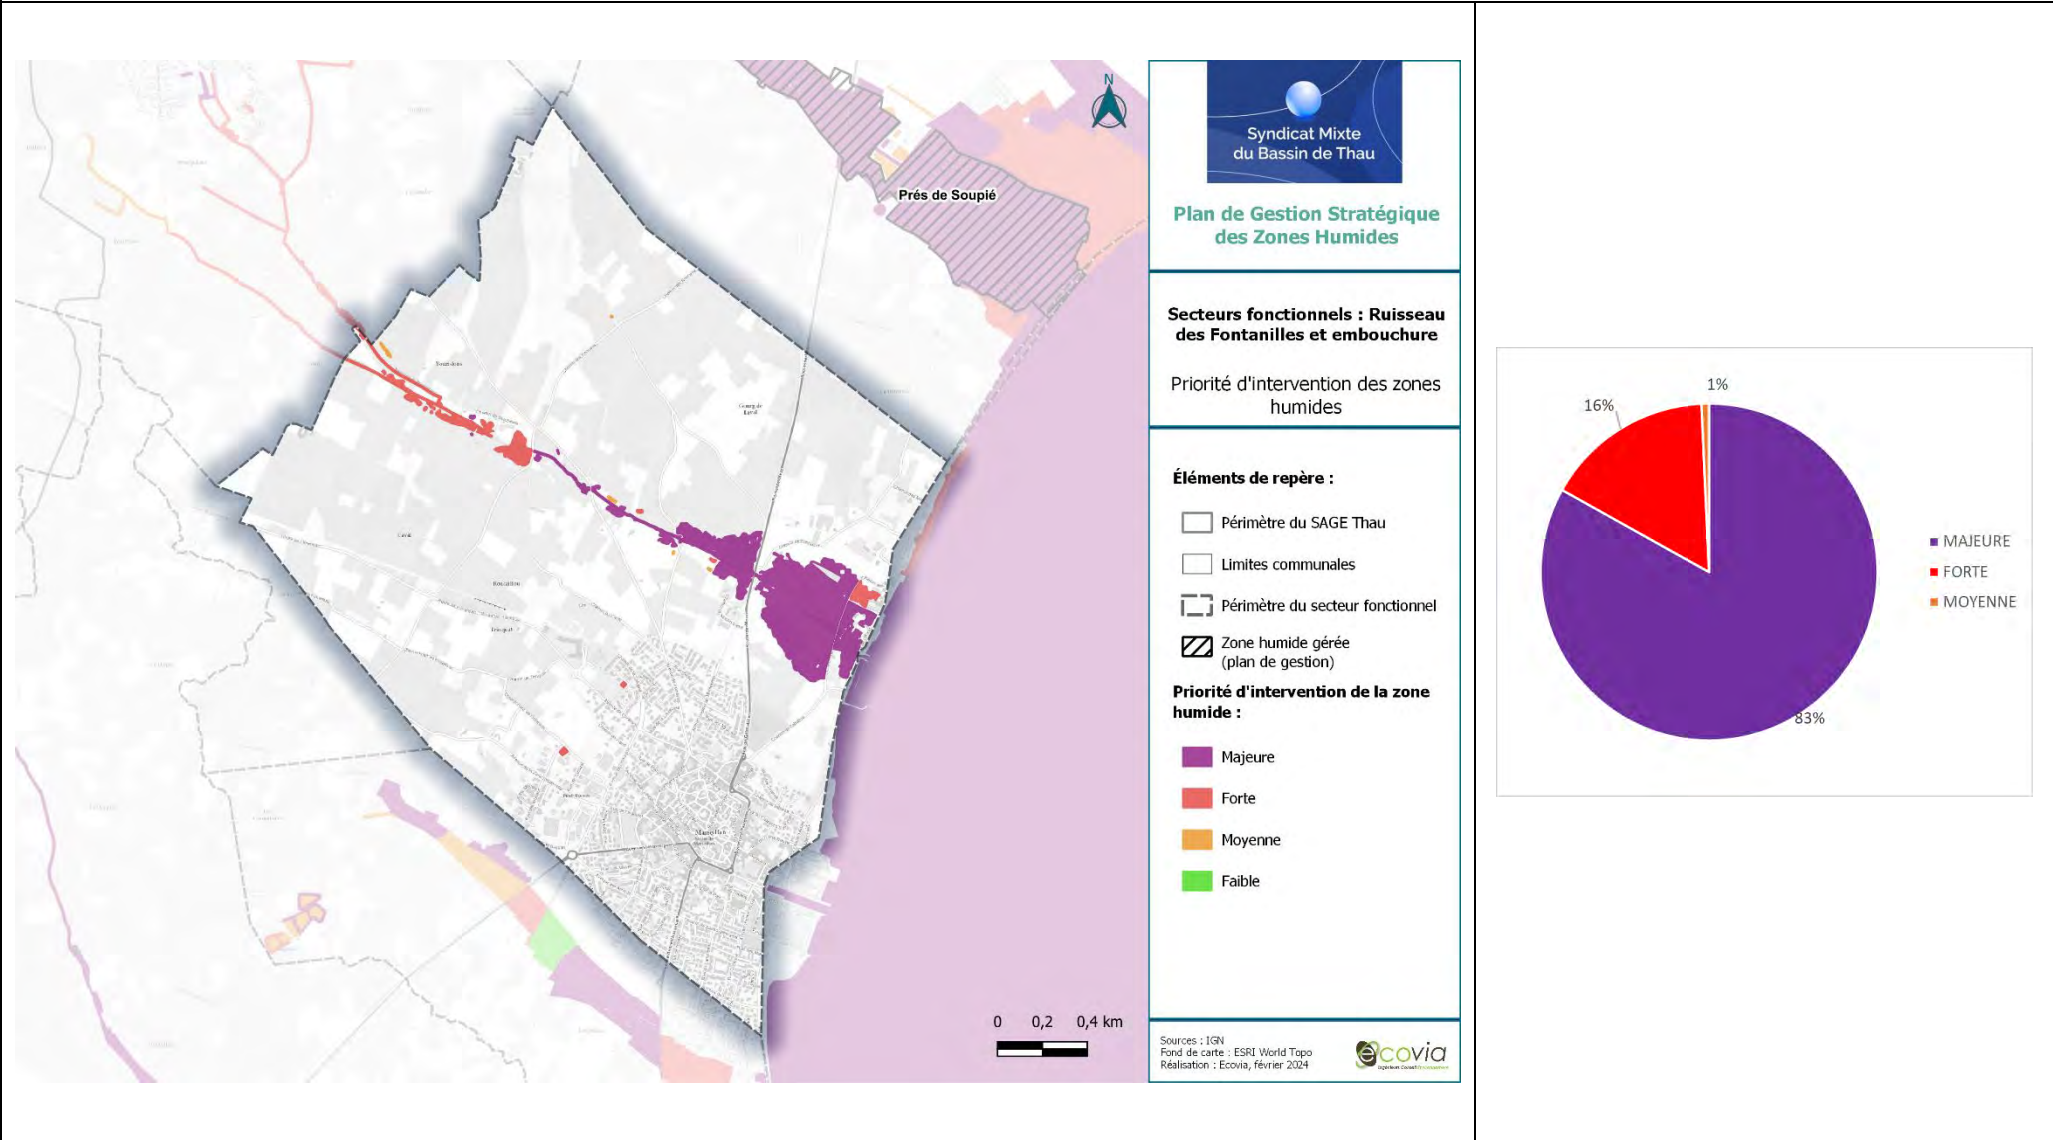 N
Prés de Soupié
Marseillan
0 0,2 0,4 km
Syndicat Mixte
du Bassin de Thau
Plan de Gestion Stratégique
des Zones Humides
Secteurs fonctionnels : Ruisseau
des Fontanilles et embouchure
Priorité d'intervention des zones
humides
Éléments de repère :
Périmètre du SAGE Thau
Limites communales
Périmètre du secteur fonctionnel
Zone humide gérée
(plan de gestion)
Priorité d'intervention de la zone
humide :
Majeure
Forte
Moyenne
Faible
Sources : IGN
Fond de carte : ESRI World Topo
Réalisation : Ecovia, février 2024
ecovia
1%
16%
83%
MAJEURE
FORTE
MOYENNE